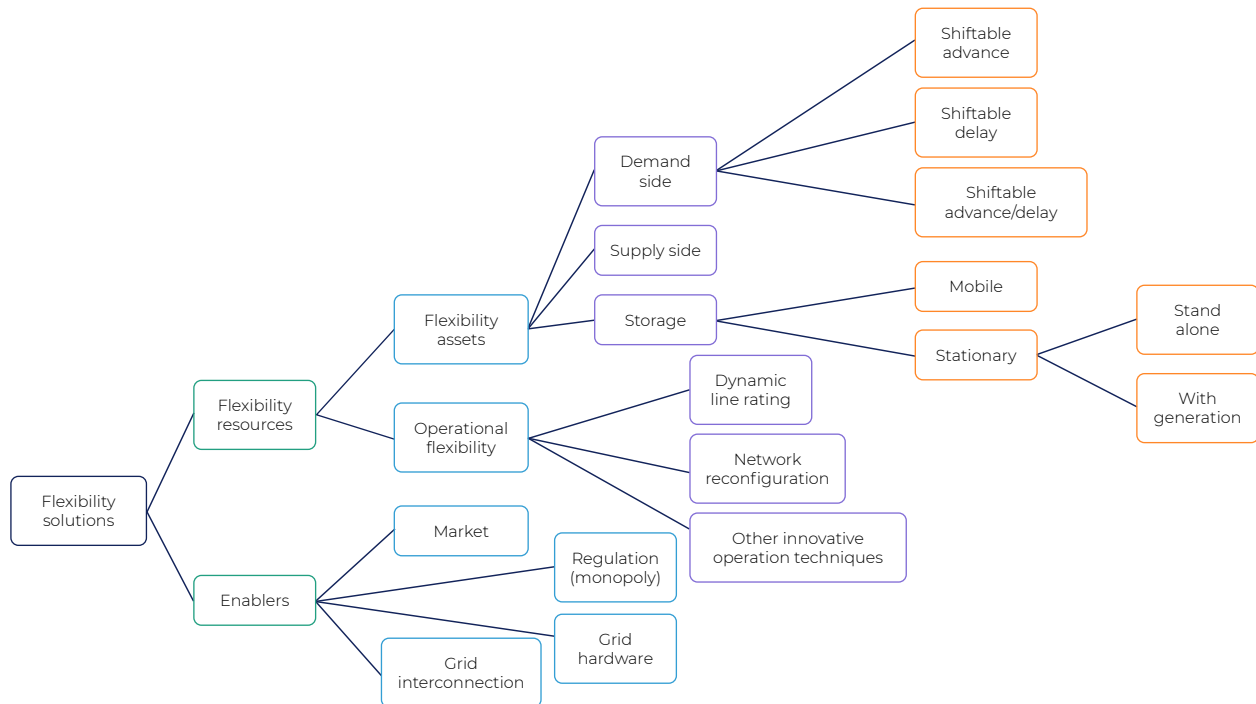 Shiftable
advance
Shiftable
delay
Demand
side
Shiftable
advance/delay
Supply side
Mobile
Flexibility
assets
Storage
Stand
alone
Stationary
Dynamic
line rating
With
generation
Flexibility
resources
Operational
flexibility
Network
reconfiguration
Flexibility
solutions
Market
Other innovative
operation techniques
Regulation
(monopoly)
Enablers
Grid
hardware
Grid
interconnection